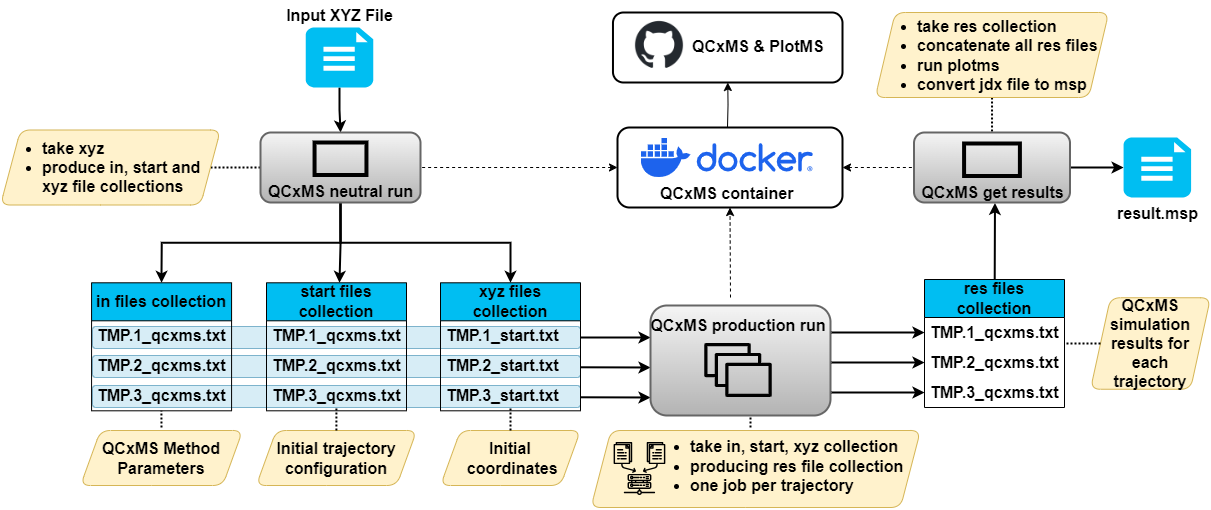 Input XYZ File
QCxMS & PlotMS
take res collection
concatenate all res files
run plotms
convert jdx file to msp
take xyz
produce in, start and
xyz file collections
QCxMS neutral run
docker
QCxMS container
QCxMS get results
result.msp
in files collection
TMP.1_qcxms.txt
TMP.2_qcxms.txt
TMP.3_qcxms.txt
start files
collection
TMP.1_qcxms.txt
TMP.2_qcxms.txt
TMP.3_qcxms.txt
xyz files
collection
TMP.1_start.txt
TMP.2_start.txt
TMP.3_start.txt
QCxMS production run
res files
collection
TMP.1_qcxms.txt
TMP.2_qcxms.txt
TMP.3_qcxms.txt
QCxMS
simulation
results for
each
trajectory
QCxMS Method
Parameters
Initial trajectory
configuration
Initial
coordinates
take in, start, xyz collection
producing res file collection
one job per trajectory